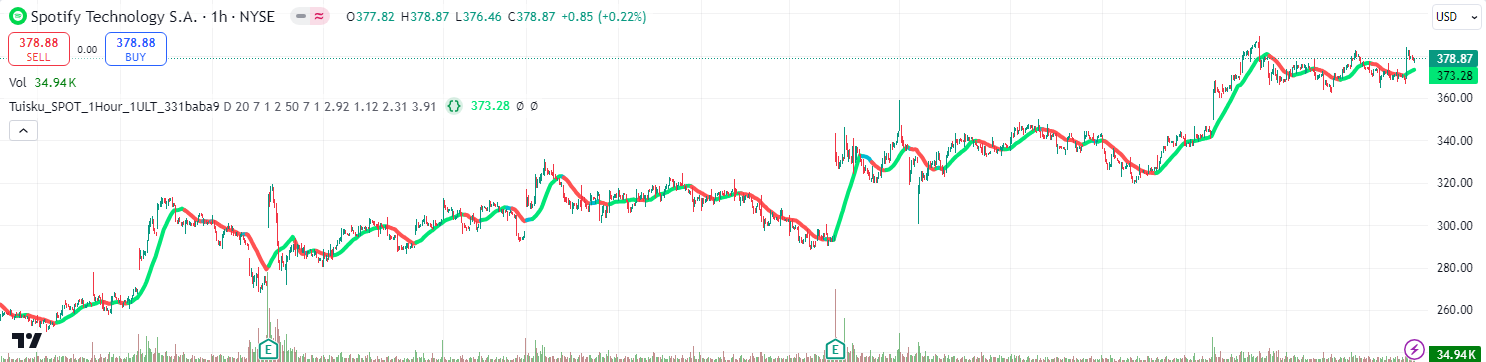 Spotify Technology S.A. · 1h · NYSE O377.82 H378.87 L376.46 C378.87 +0.85 (+0.22%)
USD
378.88 SELL
0.00
378.88 BUY
Vol 34.94K
Tuisku_SPOT_1Hour_1ULT_331baba9 D 20 7 1 2 50 7 1 2.92 1.12 2.31 3.91 {} 373.28 Ø Ø
378.87
373.28
360.00
340.00
320.00
300.00
280.00
260.00
E
E
34.94K